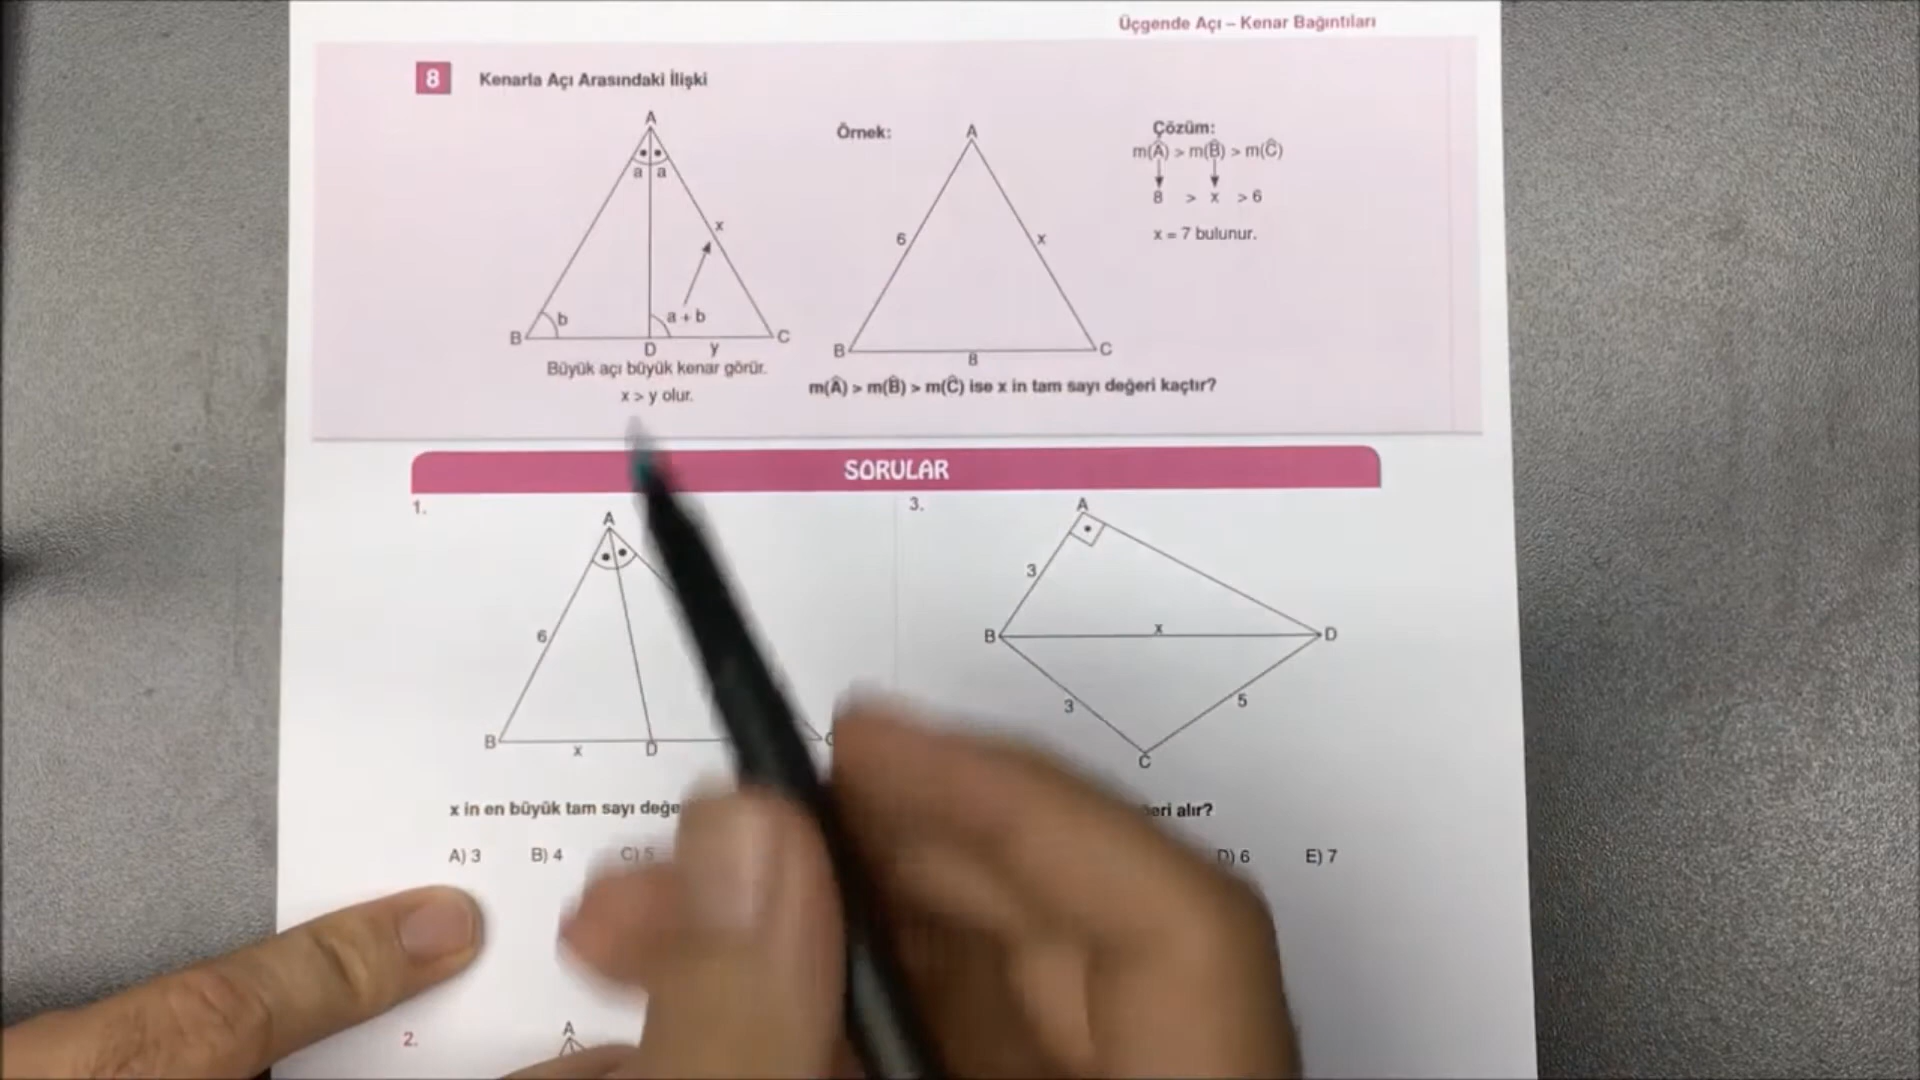 Üçgende Açı – Kenar Bağıntıları
8 Kenarla Açı Arasındaki İlişki
A
a a
x
b
a + b
B
D
y
C
Büyük açı büyük kenar görür.
x > y olur.
Örnek:
A
6
x
B
8
C
m(Â) > m(B̂) > m(Ĉ) ise x in tam sayı değeri kaçtır?
Çözüm:
m(Â) > m(B̂) > m(Ĉ)
8 > x > 6
x = 7 bulunur.
SORULAR
1.
A
6
B
x
D
x in en büyük tam sayı
A) 3 B) 4 C) 5
2.
A
3.
A
3
B
x
D
3
5
C
alır?
D) 6 E) 7